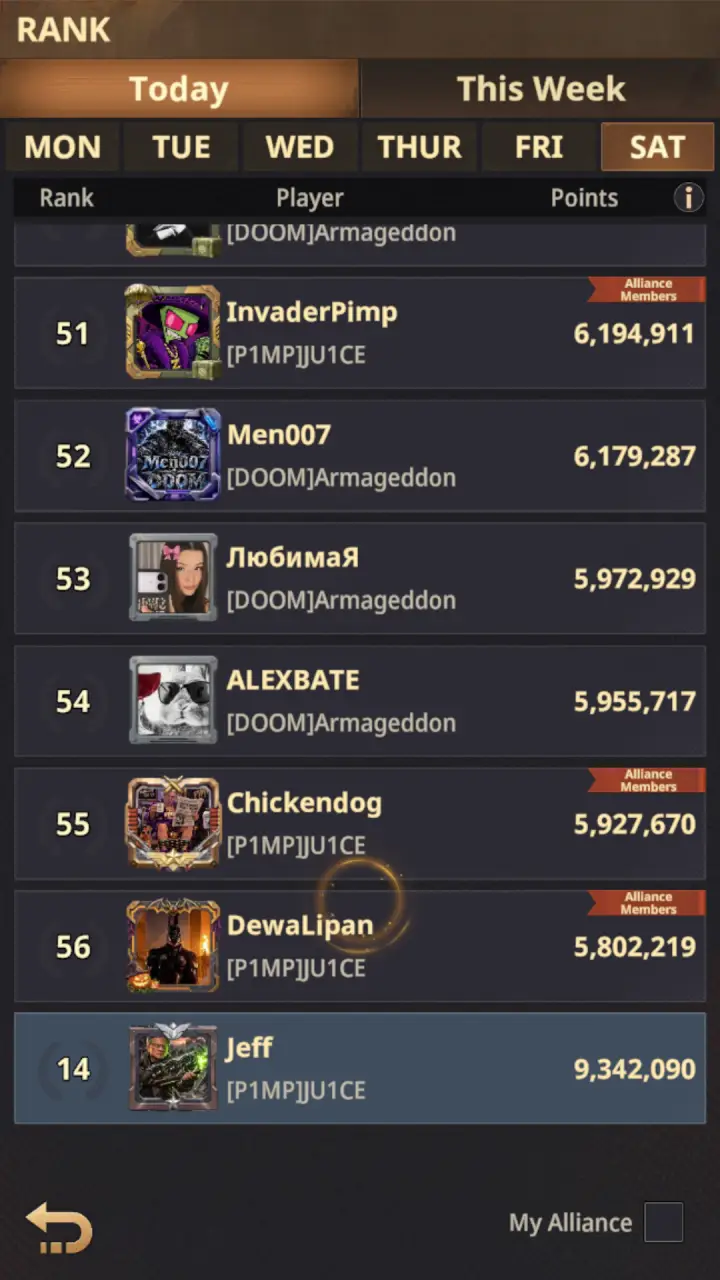 RANK
Today
This Week
MON
TUE
WED
THUR
FRI
SAT
Rank
Player
Points
[DOOM]Armageddon
51
InvaderPimp
[P1MP]JU1CE
Alliance
Members
6,194,911
52
Men007
DOOM
Men007
[DOOM]Armageddon
6,179,287
53
ЛюбимаЯ
[DOOM]Armageddon
5,972,929
54
ALEXBATE
[DOOM]Armageddon
5,955,717
55
Chickendog
[P1MP]JU1CE
Alliance
Members
5,927,670
56
DewaLipan
[P1MP]JU1CE
Alliance
Members
5,802,219
14
Jeff
[P1MP]JU1CE
9,342,090
My Alliance